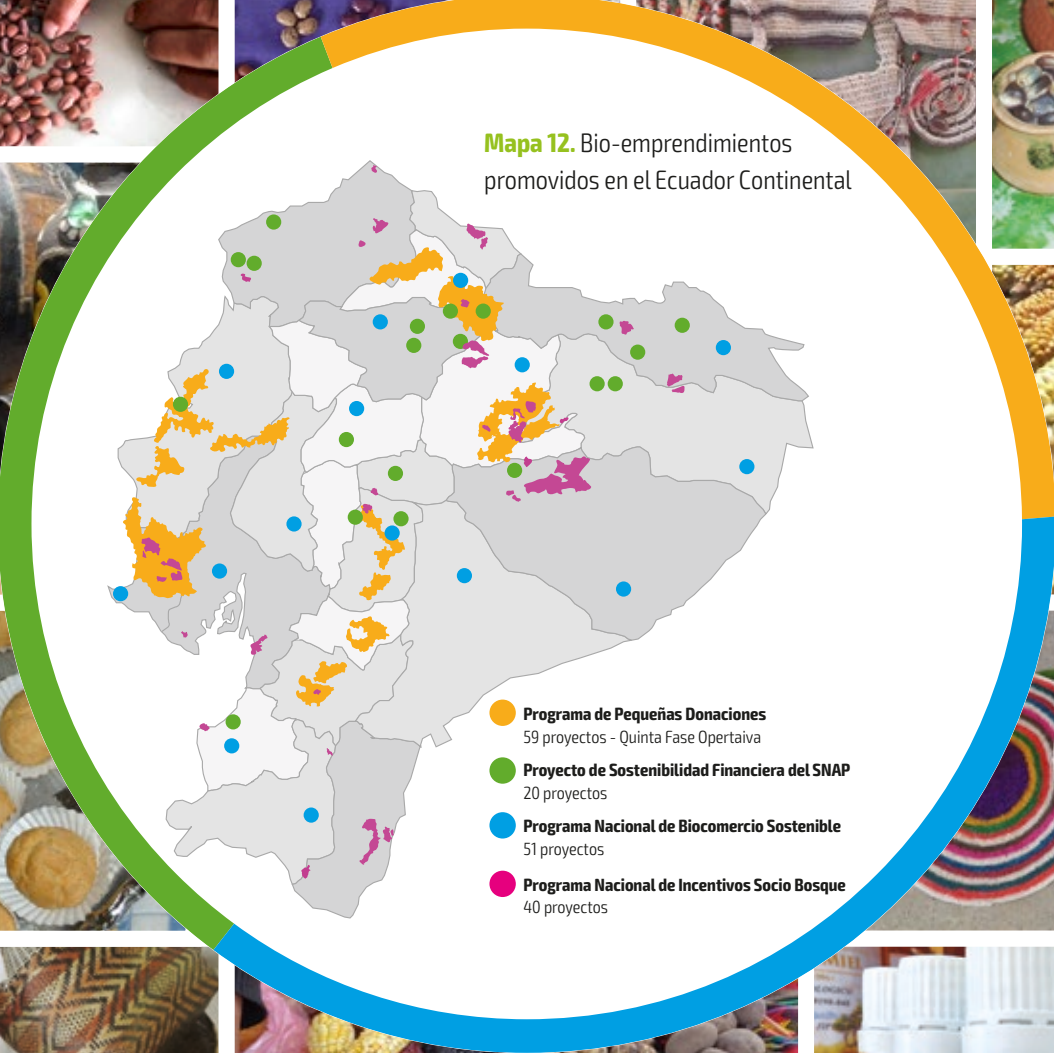 Mapa 12. Bio-emprendimientos
promovidos en el Ecuador Continental
Programa de Pequeñas Donaciones
59 proyectos - Quinta Fase Opertaiva
Proyecto de Sostenibilidad Financiera del SNAP
20 proyectos
Programa Nacional de Biocomercio Sostenible
51 proyectos
Programa Nacional de Incentivos Socio Bosque
40 proyectos